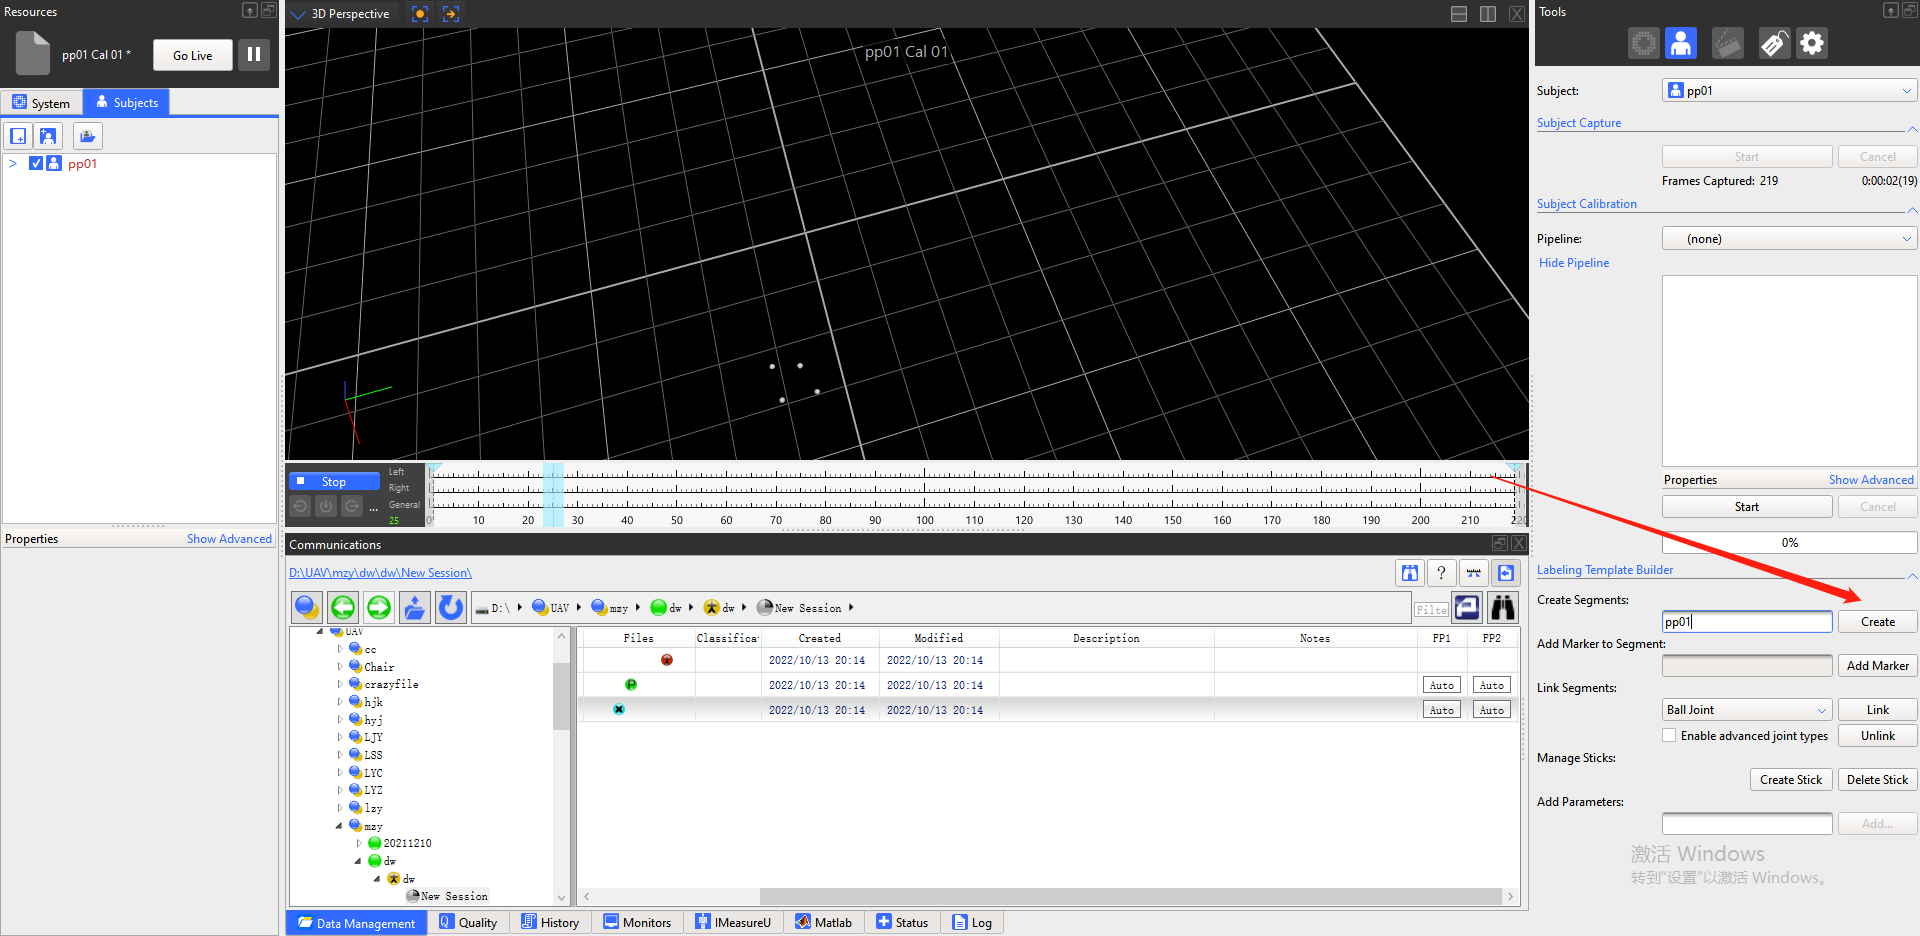 Resources
pp01 Cal 01 *
Go Live
System
Subjects
pp01
Properties
Show Advanced
3D Perspective
pp01 Cal 01
Stop
Left
Right
General
25
...
0 10 20 30 40 50 60 70 80 90 100 110 120 130 140 150 160 170 180 190 200 210 220
Communications
D:\UAV\mzy\dw\dw\New Session\
D:\ UAV mzy dw dw New Session
Filte
UAV
cc
Chair
crazyfile
hjk
hyj
LJY
LSS
LYC
LYZ
lzy
mzy
20211210
dw
dw
New Session
Files Classifica Created Modified Description Notes PP1 PP2
2022/10/13 20:14 2022/10/13 20:14
2022/10/13 20:14 2022/10/13 20:14 Auto Auto
2022/10/13 20:14 2022/10/13 20:14 Auto Auto
Data Management
Quality
History
Monitors
IMeasureU
Matlab
Status
Log
Tools
Subject:
pp01
Subject Capture
Start
Cancel
Frames Captured: 219
0:00:02(19)
Subject Calibration
Pipeline:
(none)
Hide Pipeline
Properties
Show Advanced
Start
Cancel
0%
Labeling Template Builder
Create Segments:
pp01
Create
Add Marker to Segment:
Add Marker
Link Segments:
Ball Joint
Link
Enable advanced joint types
Unlink
Manage Sticks:
Create Stick
Delete Stick
Add Parameters:
Add...
激活 Windows
转到"设置"以激活 Windows。